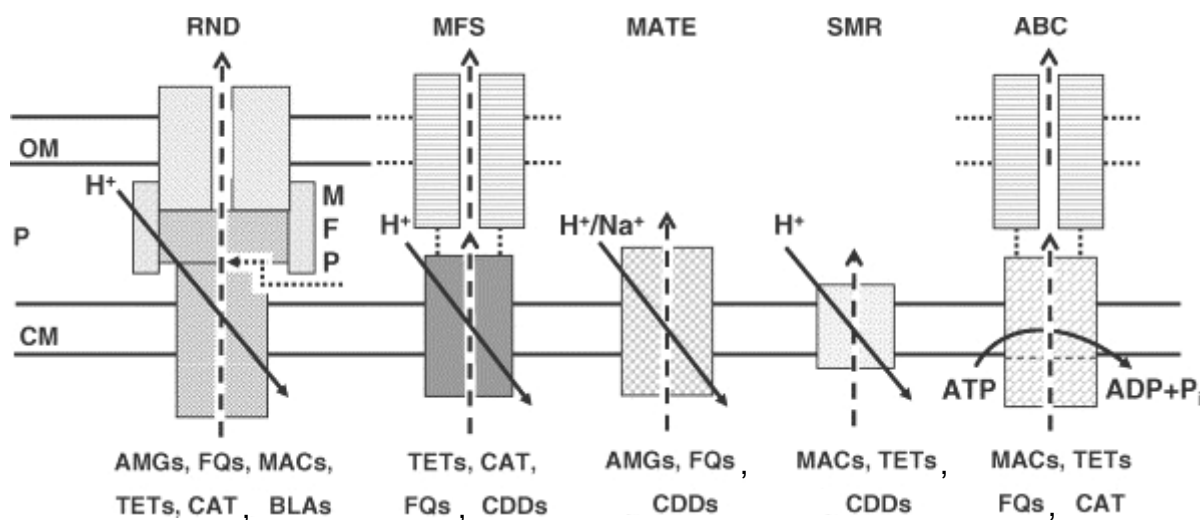 RND MFS MATE SMR ABC
OM
H⁺ M
F
P
P H⁺ H⁺/Na⁺ H⁺
CM
ATP ADP+Pᵢ
AMGs, FQs, MACs, TETs, CAT, AMGs, FQs, MACs, TETs, MACs, TETs
TETs, CAT, BLAs FQs, CDDs CDDs CDDs FQs, CAT